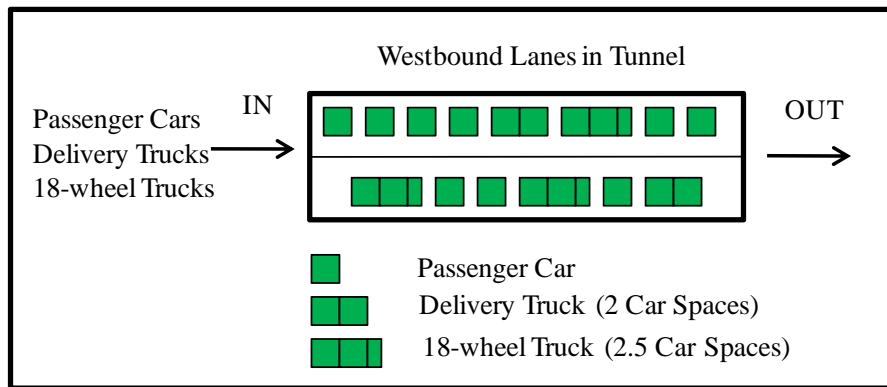 Westbound Lanes in Tunnel
IN
OUT
Passenger Cars
Delivery Trucks
18-wheel Trucks
Passenger Car
Delivery Truck (2 Car Spaces)
18-wheel Truck (2.5 Car Spaces)